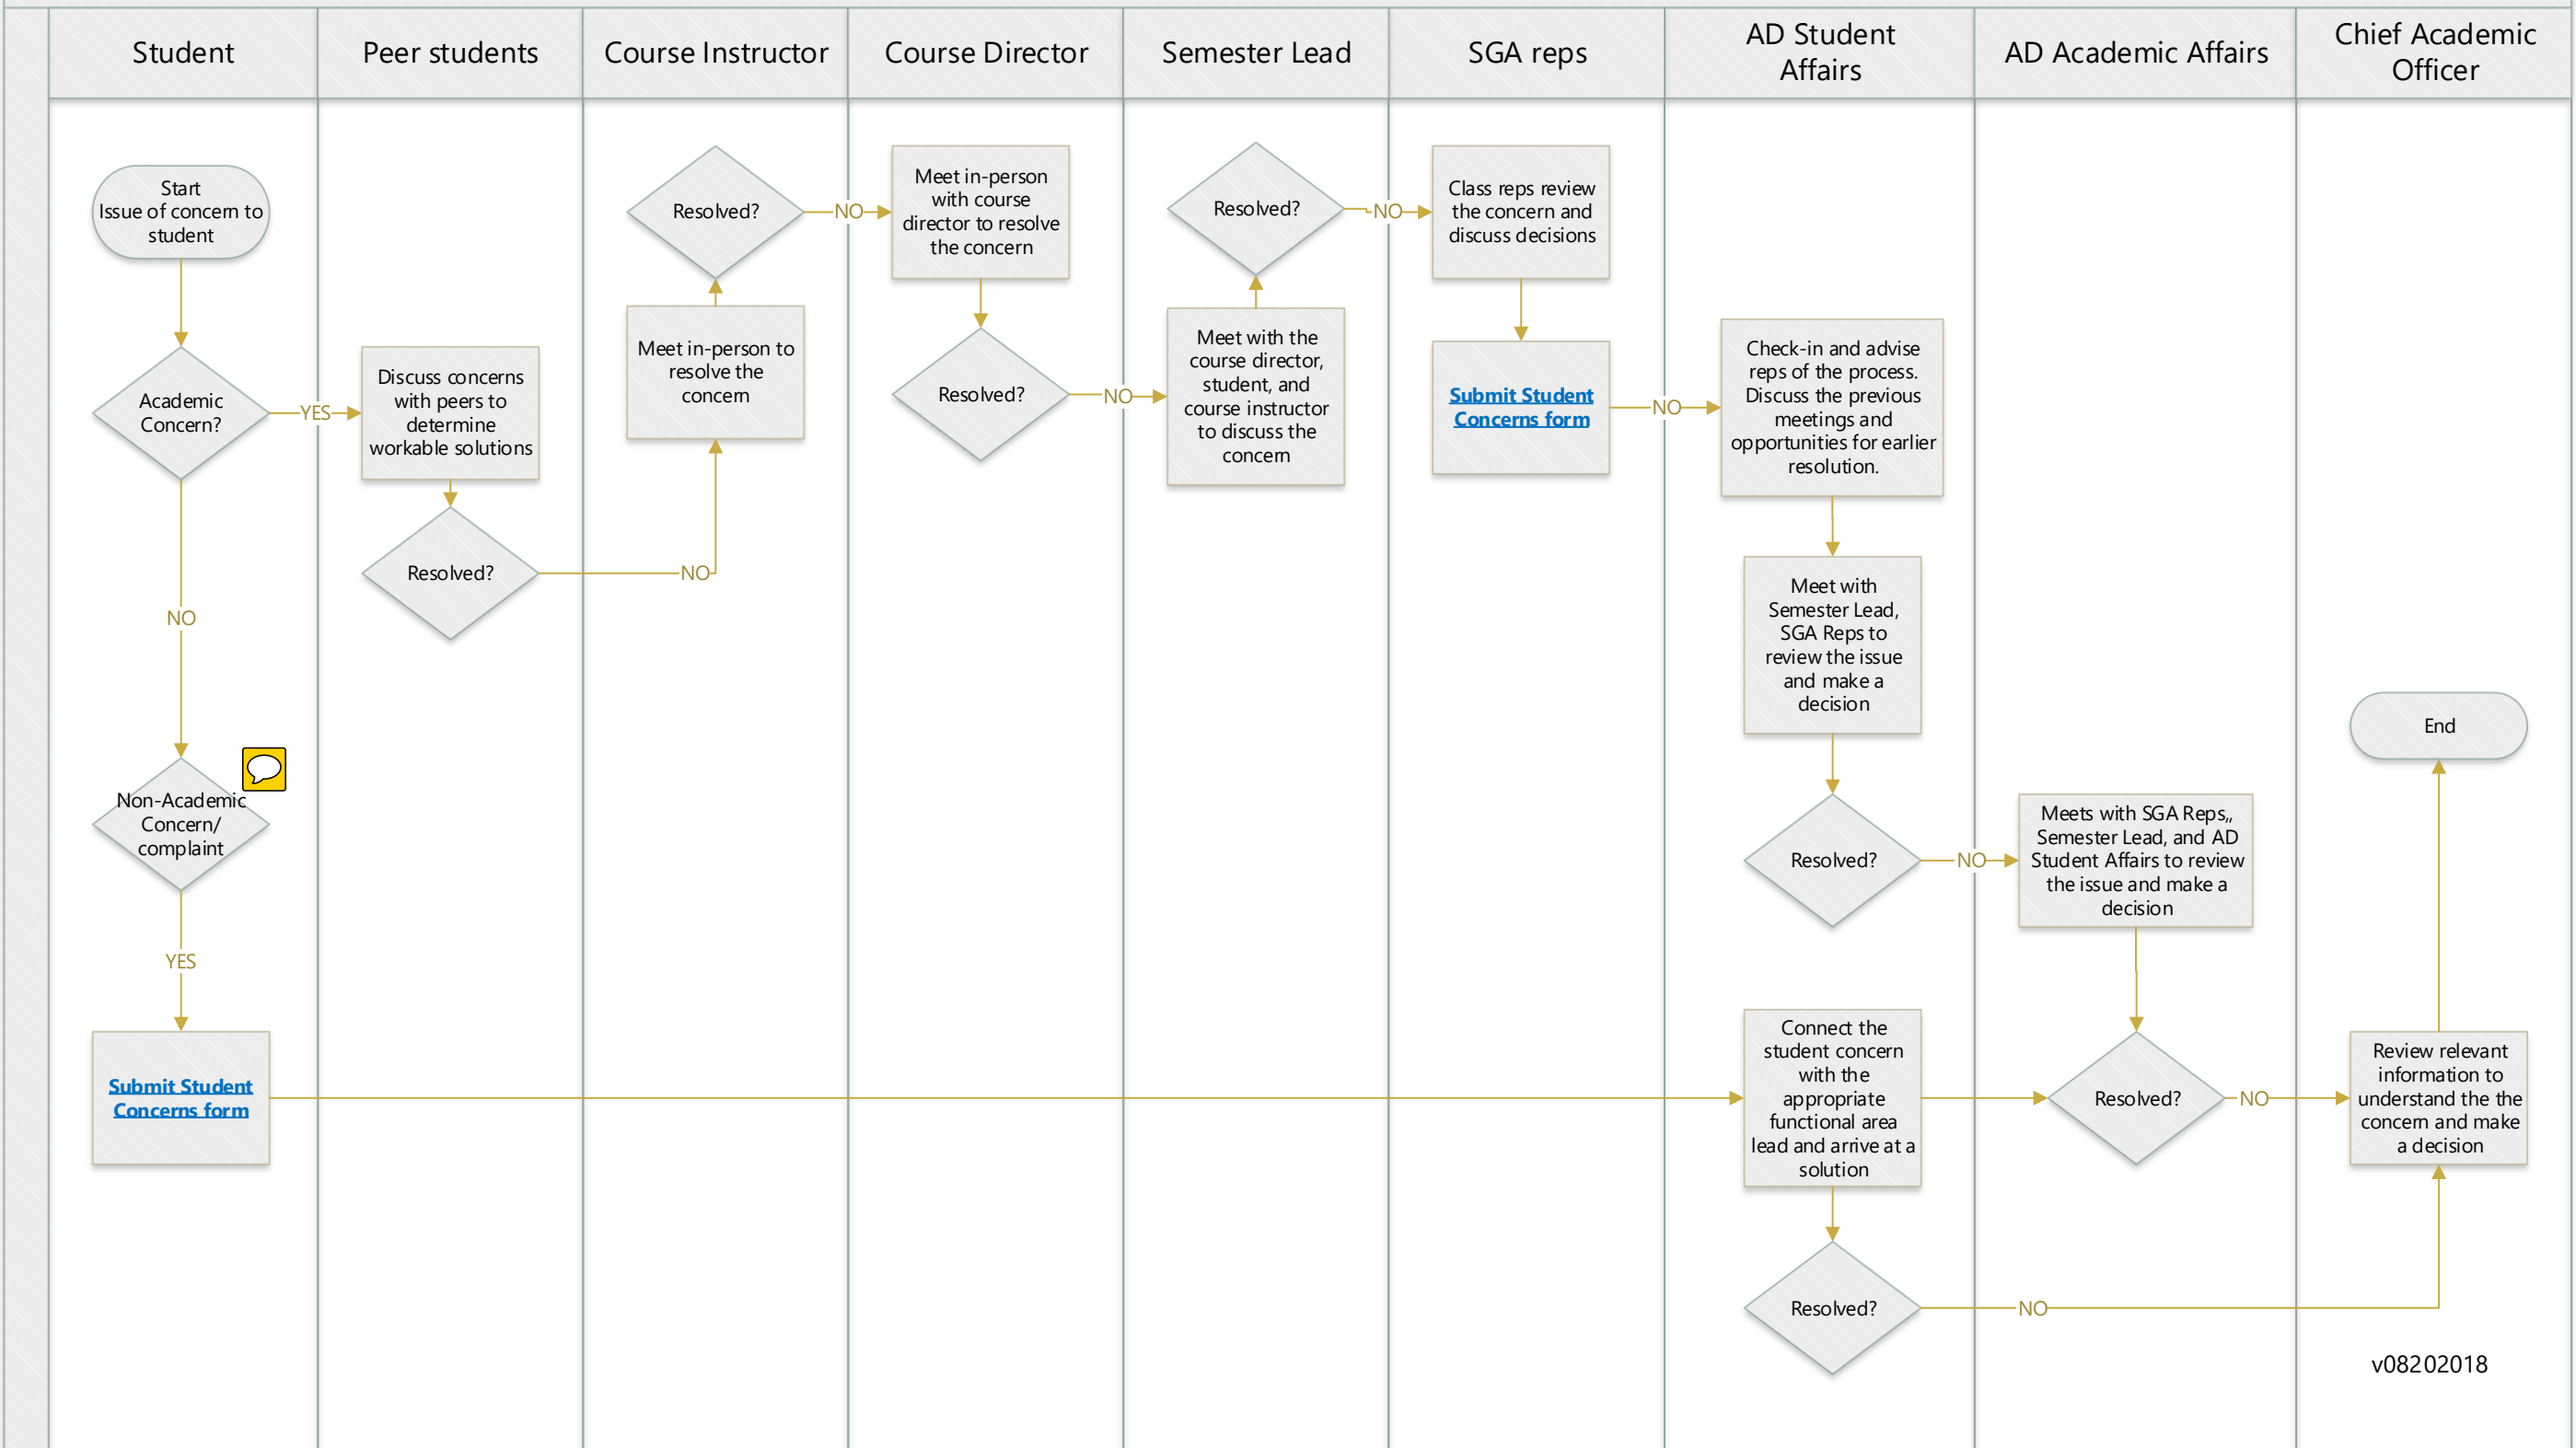 Student
Peer students
Course Instructor
Course Director
Semester Lead
SGA reps
AD Student
Affairs
AD Academic Affairs
Chief Academic
Officer
Start
Issue of concern to
student
Academic
Concern?
YES
NO
Non-Academic
Concern/
complaint
YES
Submit Student
Concerns form
Discuss concerns
with peers to
determine
workable solutions
Resolved?
NO
Meet in-person to
resolve the
concern
Resolved?
NO
Meet in-person
with course
director to resolve
the concern
Resolved?
NO
Meet with the
course director,
student, and
course instructor
to discuss the
concern
Resolved?
NO
Class reps review
the concern and
discuss decisions
Submit Student
Concerns form
NO
Check-in and advise
reps of the process.
Discuss the previous
meetings and
opportunities for earlier
resolution.
Meet with
Semester Lead,
SGA Reps to
review the issue
and make a
decision
Resolved?
NO
Connect the
student concern
with the
appropriate
functional area
lead and arrive at a
solution
Resolved?
NO
Meets with SGA Reps,,
Semester Lead, and AD
Student Affairs to review
the issue and make a
decision
Resolved?
NO
Review relevant
information to
understand the the
concern and make
a decision
End
v08202018